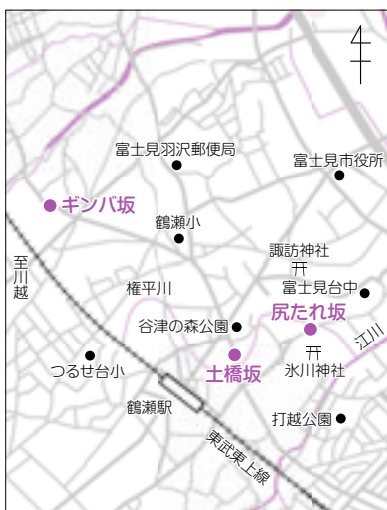 富士見羽沢郵便局
富士見市役所
ギンバ坂
鶴瀬小
諏訪神社
至川越
権平川
富士見台中
尻たれ坂
谷津の森公園
江川
つるせ台小
土橋坂
氷川神社
鶴瀬駅
打越公園
東武東上線